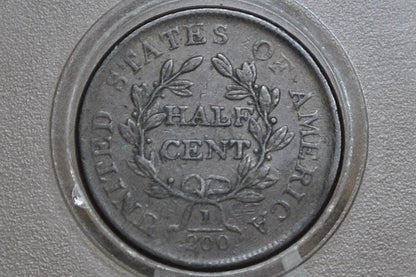 UNITED STATES OF AMERICA
HALF
CENT
1
200